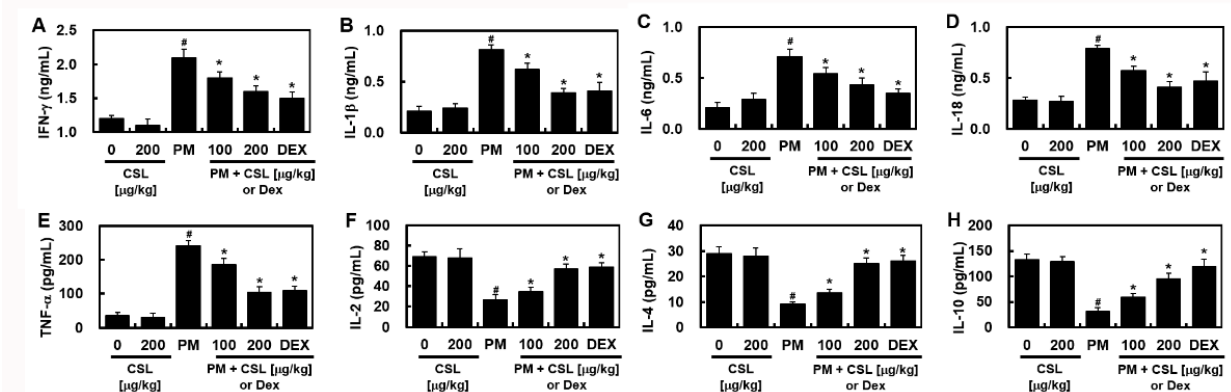 A
IFN-γ (ng/mL)
2.5
2.0
1.5
1.0
#
*
*
*
0 200 PM 100 200 DEX
CSL PM + CSL [μg/kg]
[μg/kg] or Dex
B
IL-1β (ng/mL)
1.0
0.5
0.0
#
*
*
*
0 200 PM 100 200 DEX
CSL PM + CSL [μg/kg]
[μg/kg] or Dex
C
IL-6 (ng/mL)
1.0
0.5
0.0
#
*
*
*
0 200 PM 100 200 DEX
CSL PM + CSL [μg/kg]
[μg/kg] or Dex
D
IL-18 (ng/mL)
1.0
0.5
0.0
#
*
*
*
0 200 PM 100 200 DEX
CSL PM + CSL [μg/kg]
[μg/kg] or Dex
E
TNF-α (pg/mL)
300
200
100
0
#
*
*
*
0 200 PM 100 200 DEX
CSL PM + CSL [μg/kg]
[μg/kg] or Dex
F
IL-2 (pg/mL)
100
80
60
40
20
0
#
*
*
*
0 200 PM 100 200 DEX
CSL PM + CSL [μg/kg]
[μg/kg] or Dex
G
IL-4 (pg/mL)
40
30
20
10
0
#
*
*
*
0 200 PM 100 200 DEX
CSL PM + CSL [μg/kg]
[μg/kg] or Dex
H
IL-10 (pg/mL)
200
150
100
50
0
#
*
*
*
0 200 PM 100 200 DEX
CSL PM + CSL [μg/kg]
[μg/kg] or Dex